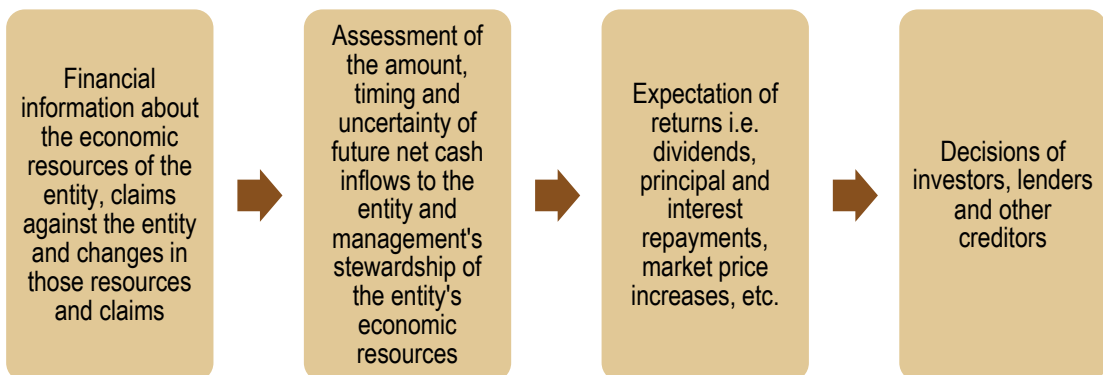 Financial
information about
the economic
resources of the
entity, claims
against the entity
and changes in
those resources
and claims
Assessment of
the amount,
timing and
uncertainty of
future net cash
inflows to the
entity and
management's
stewardship of
the entity's
economic
resources
Expectation of
returns i.e.
dividends,
principal and
interest
repayments,
market price
increases, etc.
Decisions of
investors, lenders
and other
creditors